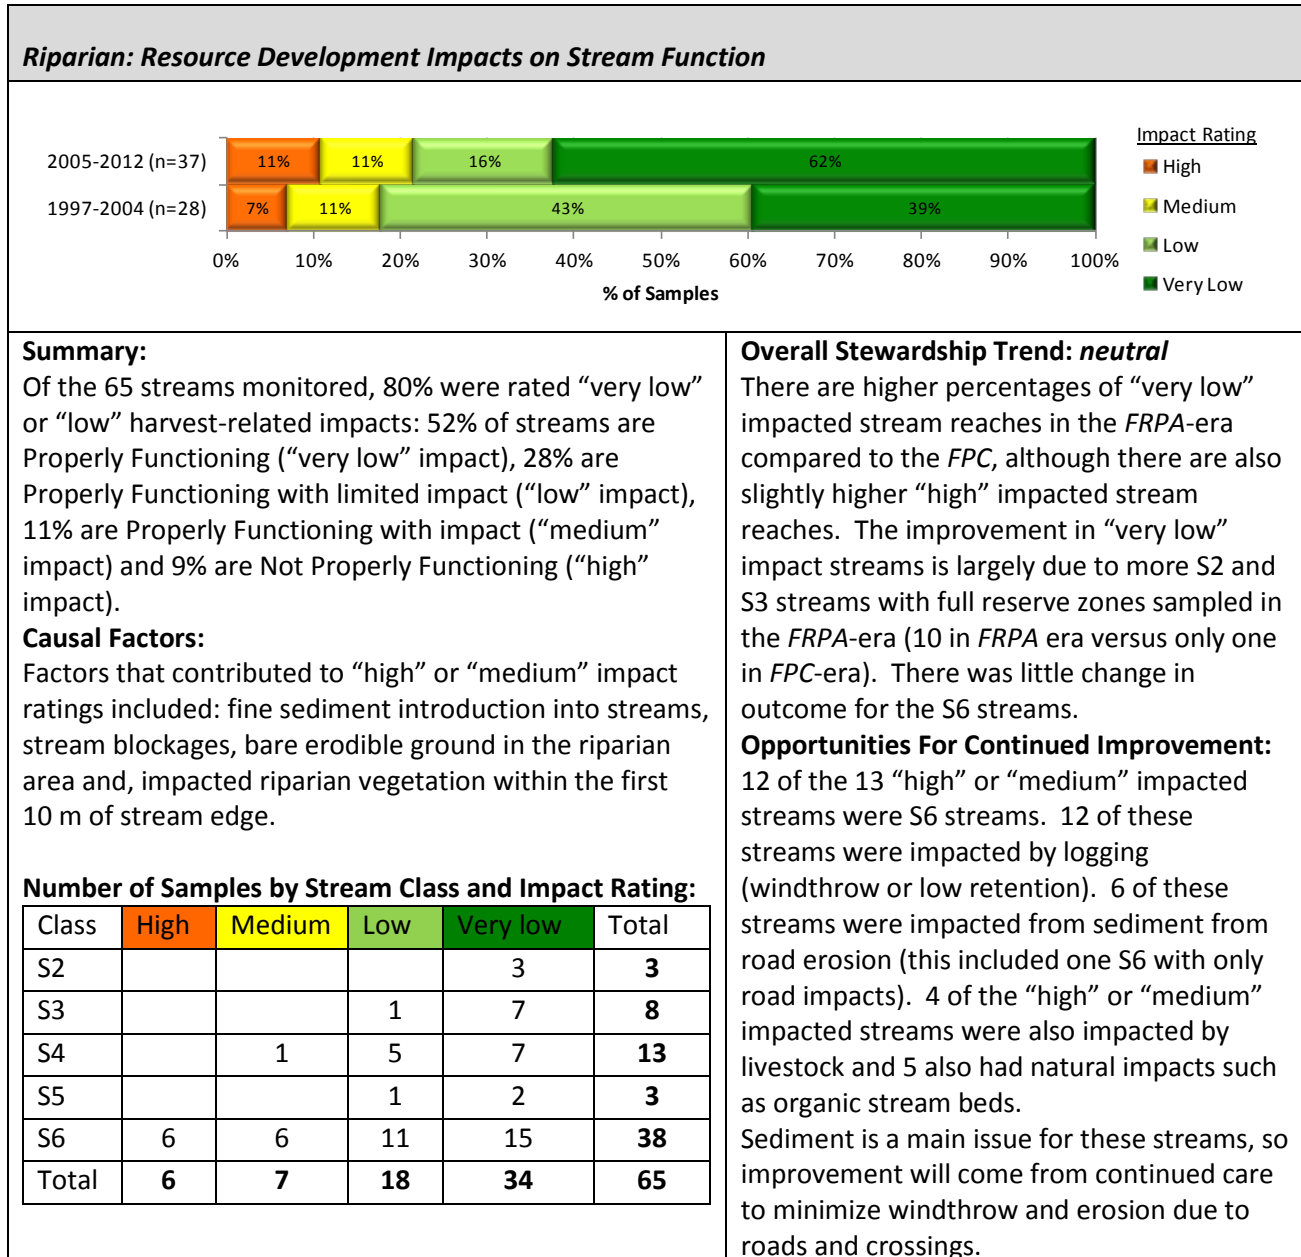 Riparian: Resource Development Impacts on Stream Function
Impact Rating
2005-2012 (n=37)
11%
11%
16%
62%
High
1997-2004 (n=28)
7%
11%
43%
39%
Medium
Low
Very Low
0%
10%
20%
30%
40%
50%
60%
70%
80%
90%
100%
% of Samples
Summary:
Of the 65 streams monitored, 80% were rated “very low”
or “low” harvest-related impacts: 52% of streams are
Properly Functioning (“very low” impact), 28% are
Properly Functioning with limited impact (“low” impact),
11% are Properly Functioning with impact (“medium”
impact) and 9% are Not Properly Functioning (“high”
impact).
Causal Factors:
Factors that contributed to “high” or “medium” impact
ratings included: fine sediment introduction into streams,
stream blockages, bare erodible ground in the riparian
area and, impacted riparian vegetation within the first
10 m of stream edge.
Number of Samples by Stream Class and Impact Rating:
Class High Medium Low Very low Total
S2 3 3
S3 1 7 8
S4 1 5 7 13
S5 1 2 3
S6 6 6 11 15 38
Total 6 7 18 34 65
Overall Stewardship Trend: neutral
There are higher percentages of “very low”
impacted stream reaches in the FRPA-era
compared to the FPC, although there are also
slightly higher “high” impacted stream
reaches. The improvement in “very low”
impact streams is largely due to more S2 and
S3 streams with full reserve zones sampled in
the FRPA-era (10 in FRPA era versus only one
in FPC-era). There was little change in
outcome for the S6 streams.
Opportunities For Continued Improvement:
12 of the 13 “high” or “medium” impacted
streams were S6 streams. 12 of these
streams were impacted by logging
(windthrow or low retention). 6 of these
streams were impacted from sediment from
road erosion (this included one S6 with only
road impacts). 4 of the “high” or “medium”
impacted streams were also impacted by
livestock and 5 also had natural impacts such
as organic stream beds.
Sediment is a main issue for these streams, so
improvement will come from continued care
to minimize windthrow and erosion due to
roads and crossings.